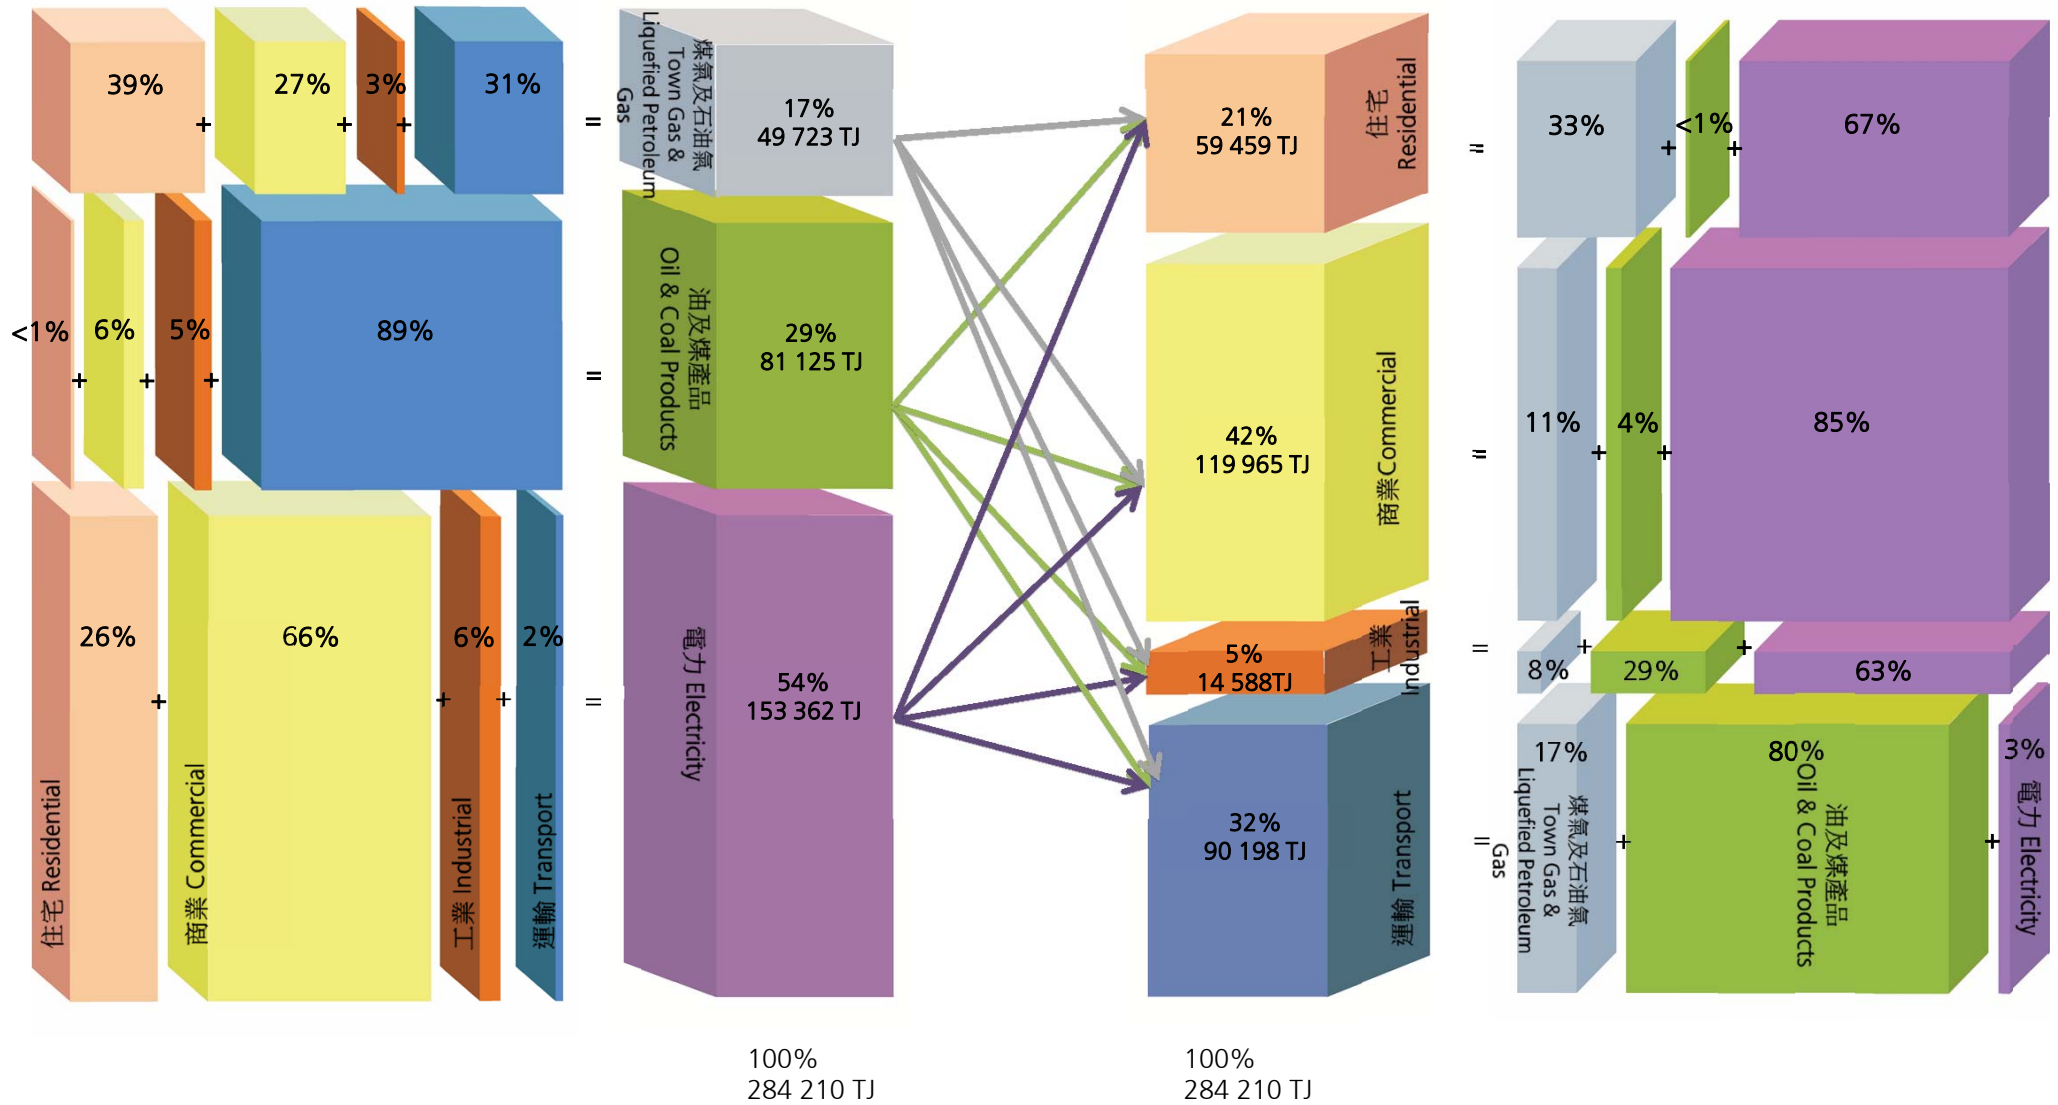 39%
+
27%
+
3%
+
31%
=
煤氣及石油氣
Town Gas &
Liquefied Petroleum
Gas
17%
49 723 TJ
21%
59 459 TJ
住宅
Residential
=
33%
+
<1%
+
67%
<1%
+
6%
+
5%
+
89%
=
油及煤產品
Oil & Coal Products
29%
81 125 TJ
42%
119 965 TJ
商業Commercial
=
11%
+
4%
+
85%
26%
+
66%
+
6%
+
2%
=
住宅 Residential
商業 Commercial
工業 Industrial
運輸 Transport
電力 Electricity
54%
153 362 TJ
5%
14 588TJ
工業
Industrial
=
8%
+
29%
+
63%
32%
90 198 TJ
運輸 Transport
=
17%
煤氣及石油氣
Town Gas &
Liquefied Petroleum
Gas
+
80%
油及煤產品
Oil & Coal Products
+
3%
電力 Electricity
100%
284 210 TJ
100%
284 210 TJ